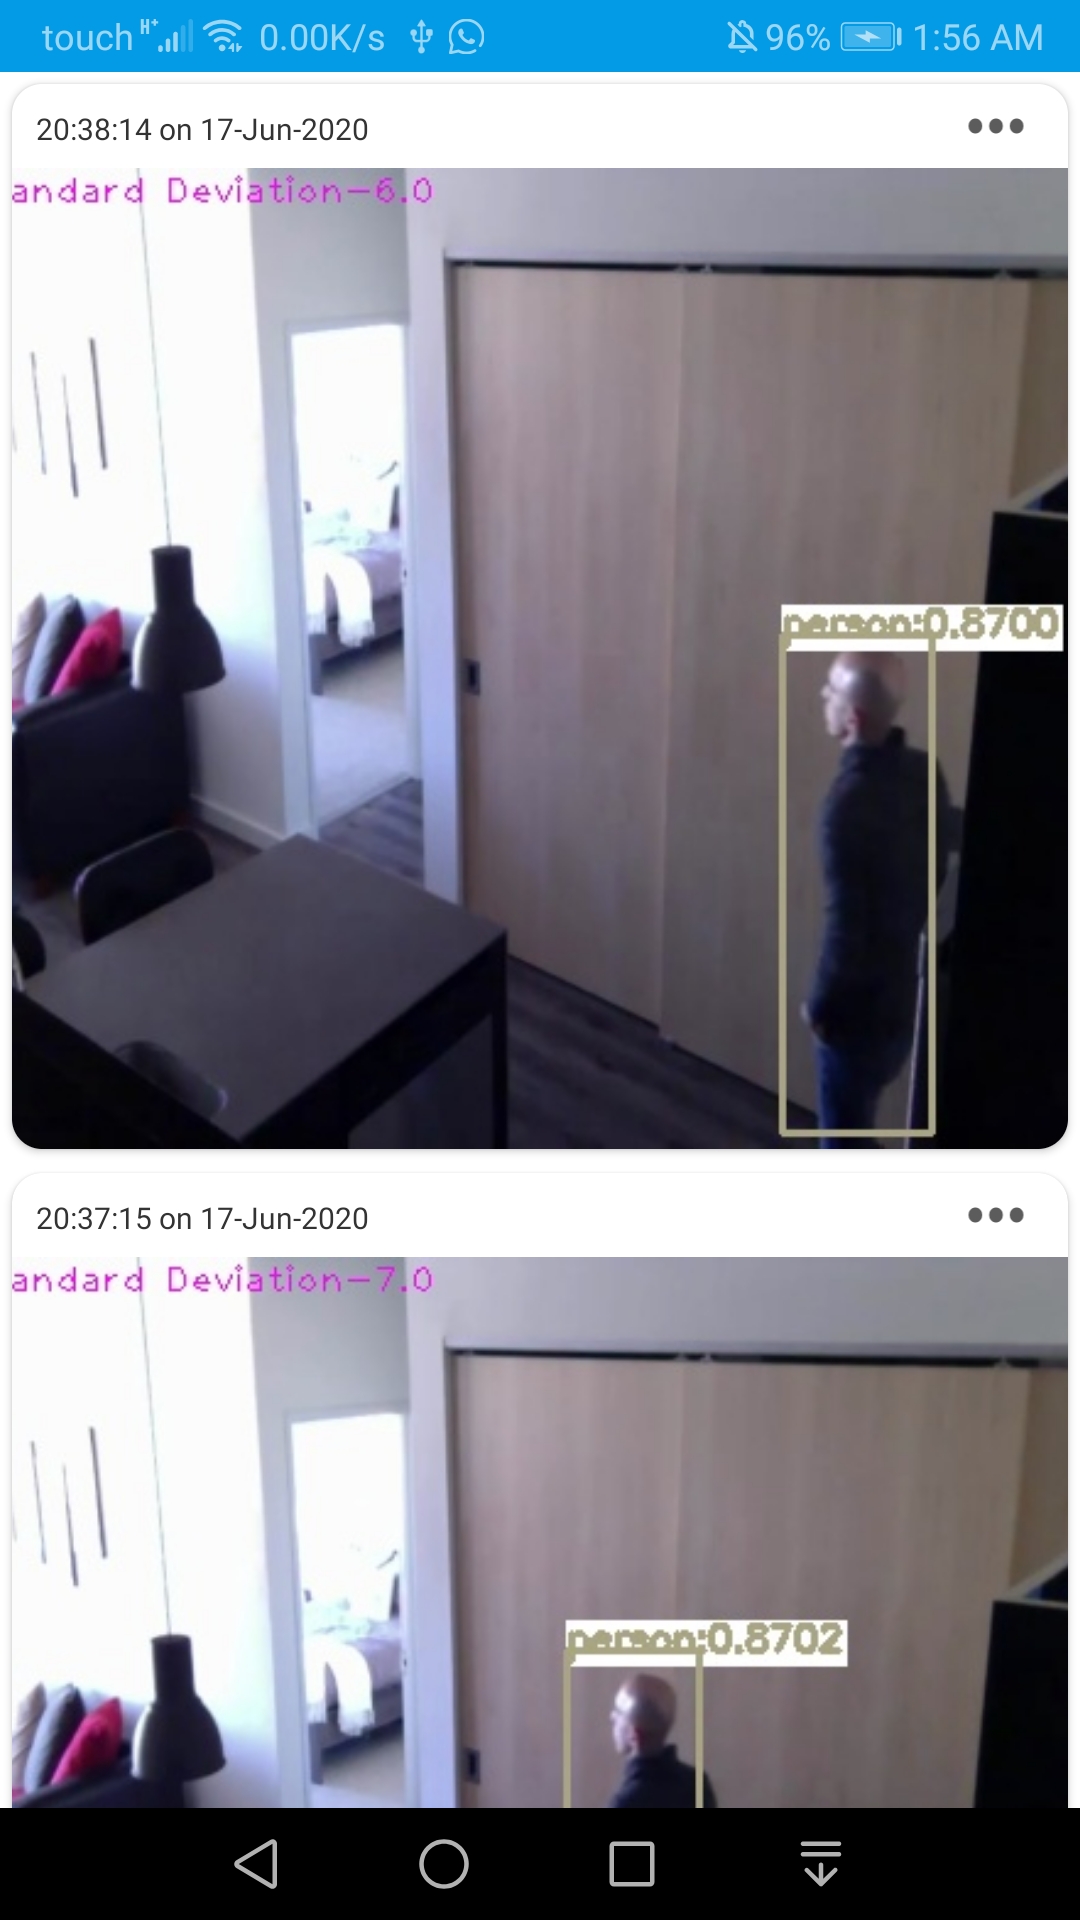 touch H+ 0.00K/s 96% 1:56 AM
20:38:14 on 17-Jun-2020
andard Deviation-6.0
person:0.8700
20:37:15 on 17-Jun-2020
andard Deviation-7.0
person:0.8702